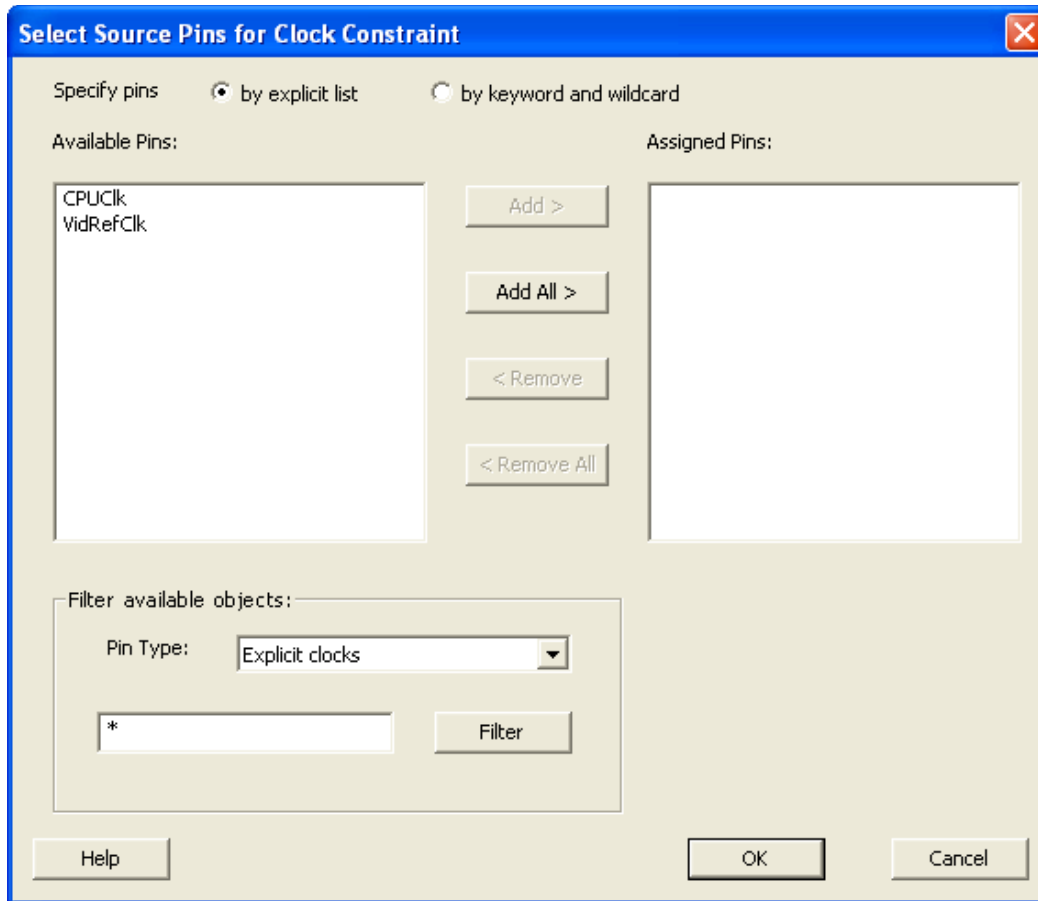 Select Source Pins for Clock Constraint
Specify pins by explicit list by keyword and wildcard
Available Pins: Assigned Pins:
CPUClk
VidRefClk
Add >
Add All >
< Remove
< Remove All
Filter available objects:
Pin Type: Explicit clocks
* Filter
Help OK Cancel